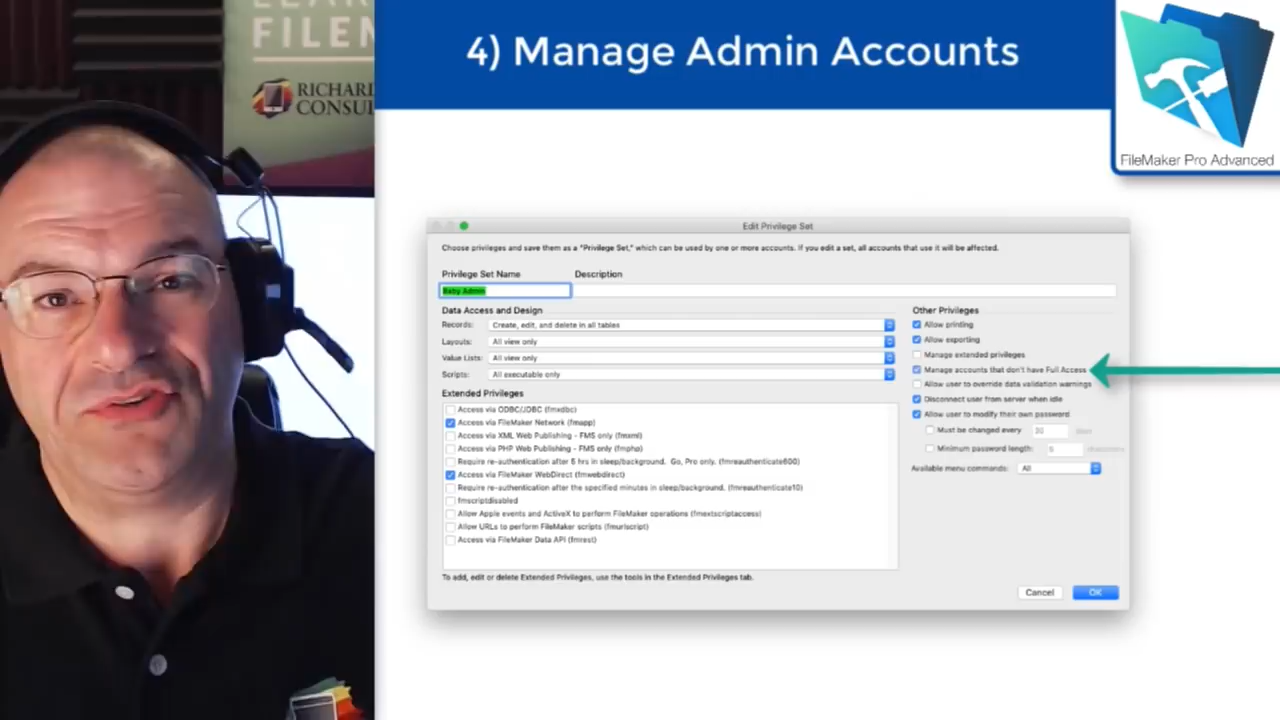 FILEM
RICHARD
CONSUL
4) Manage Admin Accounts
FileMaker Pro Advanced
Edit Privilege Set
Choose privileges and save them as a "Privilege Set," which can be used by one or more accounts. If you edit a set, all accounts that use it will be affected.
Privilege Set Name
Description
Baby Admin
Data Access and Design
Records: Create, edit, and delete in all tables
Layouts: All view only
Value Lists: All view only
Scripts: All executable only
Extended Privileges
Access via ODBC/JDBC (fmxdbc)
Access via FileMaker Network (fmapp)
Access via XML Web Publishing - FMS only (fmxml)
Access via PHP Web Publishing - FMS only (fmphp)
Require re-authentication after 5 hrs in sleep/background. Go, Pro only. (fmreauthenticate600)
Access via FileMaker WebDirect (fmwebdirect)
Require re-authentication after the specified minutes in sleep/background. (fmreauthenticate10)
fmscriptdisabled
Allow Apple events and ActiveX to perform FileMaker operations (fmextscriptaccess)
Allow URLs to perform FileMaker scripts (fmurlscript)
Access via FileMaker Data API (fmrest)
To add, edit or delete Extended Privileges, use the tools in the Extended Privileges tab.
Other Privileges
Allow printing
Allow exporting
Manage extended privileges
Manage accounts that don't have Full Access
Allow user to override data validation warnings
Disconnect user from server when idle
Allow user to modify their own password
Must be changed every 30 days
Minimum password length:
Available menu commands: All
Cancel
OK